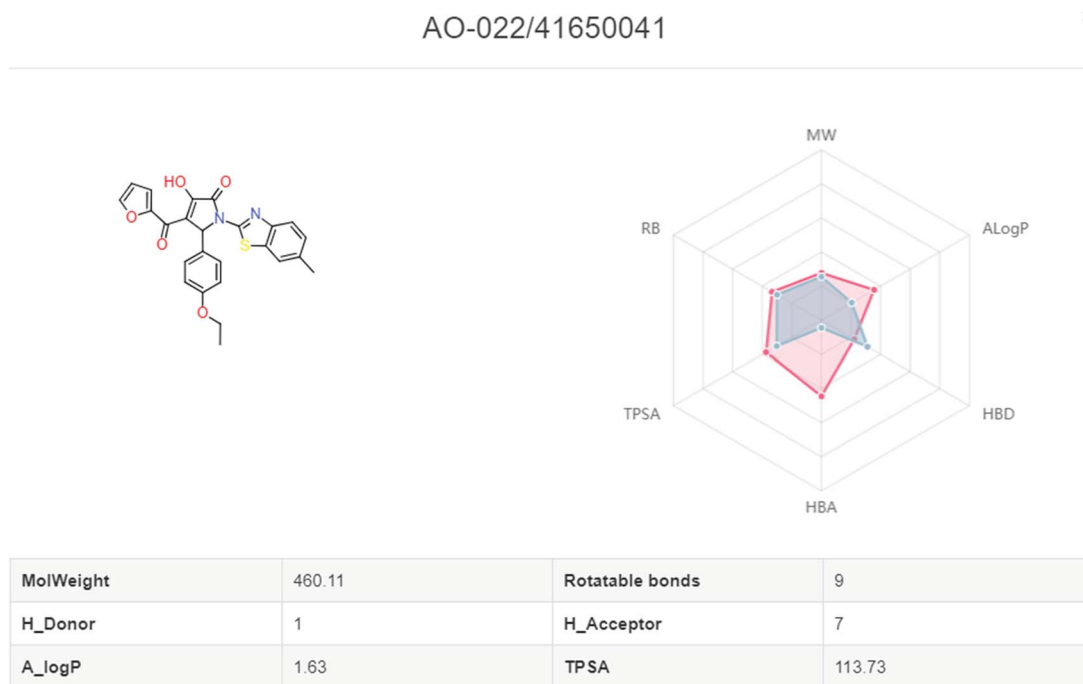 AO-022/41650041
MW
RB ALogP
HO O
N N
O O S
O
TPSA HBD
HBA
MolWeight 460.11 Rotatable bonds 9
H_Donor 1 H_Acceptor 7
A_logP 1.63 TPSA 113.73